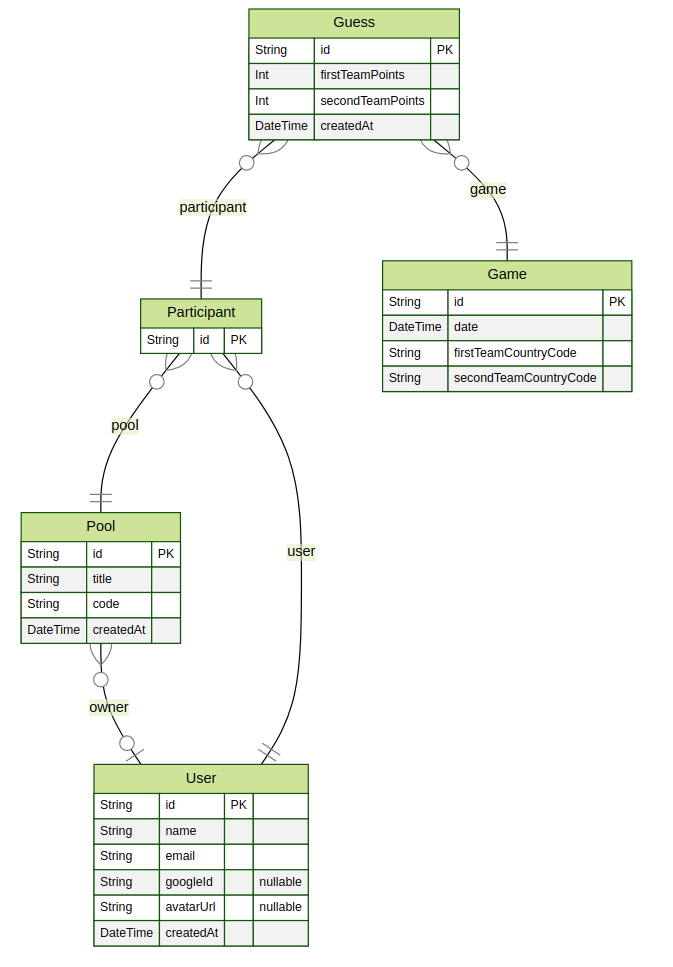 Guess
String id PK
Int firstTeamPoints
Int secondTeamPoints
DateTime createdAt
participant
game
Game
String id PK
DateTime date
String firstTeamCountryCode
String secondTeamCountryCode
Participant
String id PK
pool
user
Pool
String id PK
String title
String code
DateTime createdAt
owner
User
String id PK
String name
String email
String googleId nullable
String avatarUrl nullable
DateTime createdAt